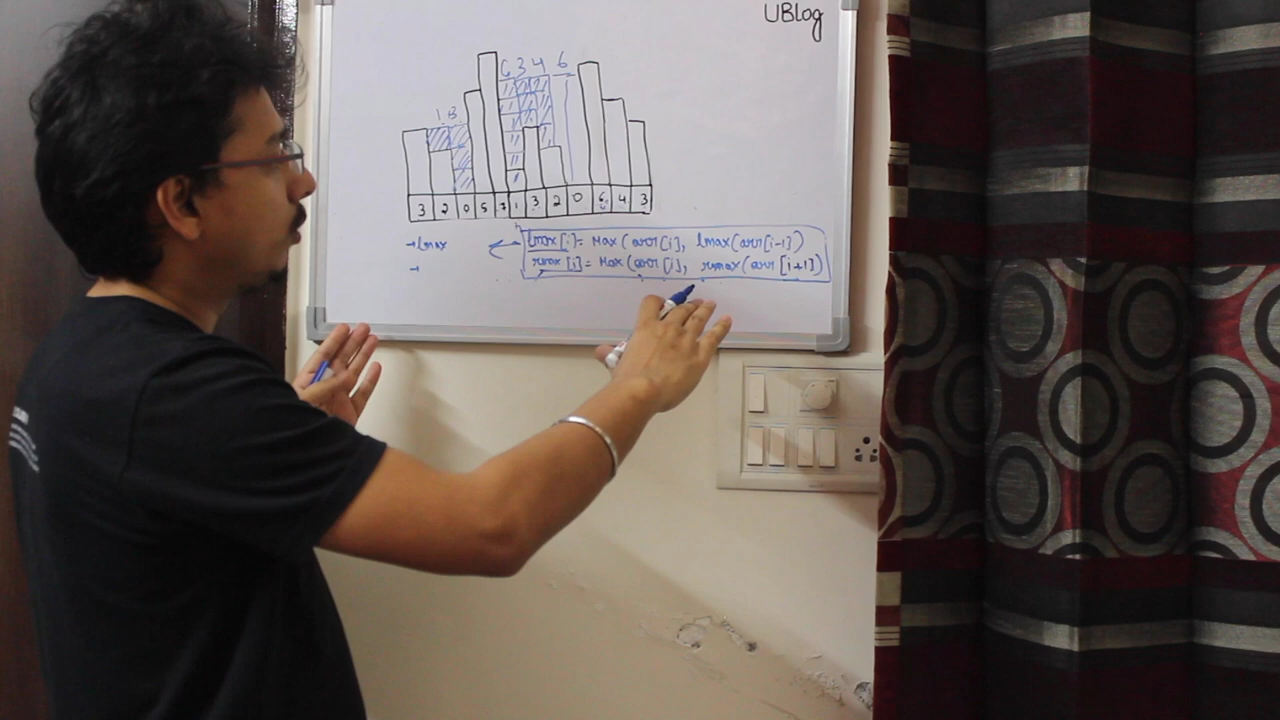 UBlog
6 3 4 6
1 3
3 2 0 5 7 1 3 2 0 6 4 3
→ lmax
lmax[i] = Max(arr[i], lmax(arr[i-1])
→
rmax[i] = Max(arr[i], rmax(arr[i+1])